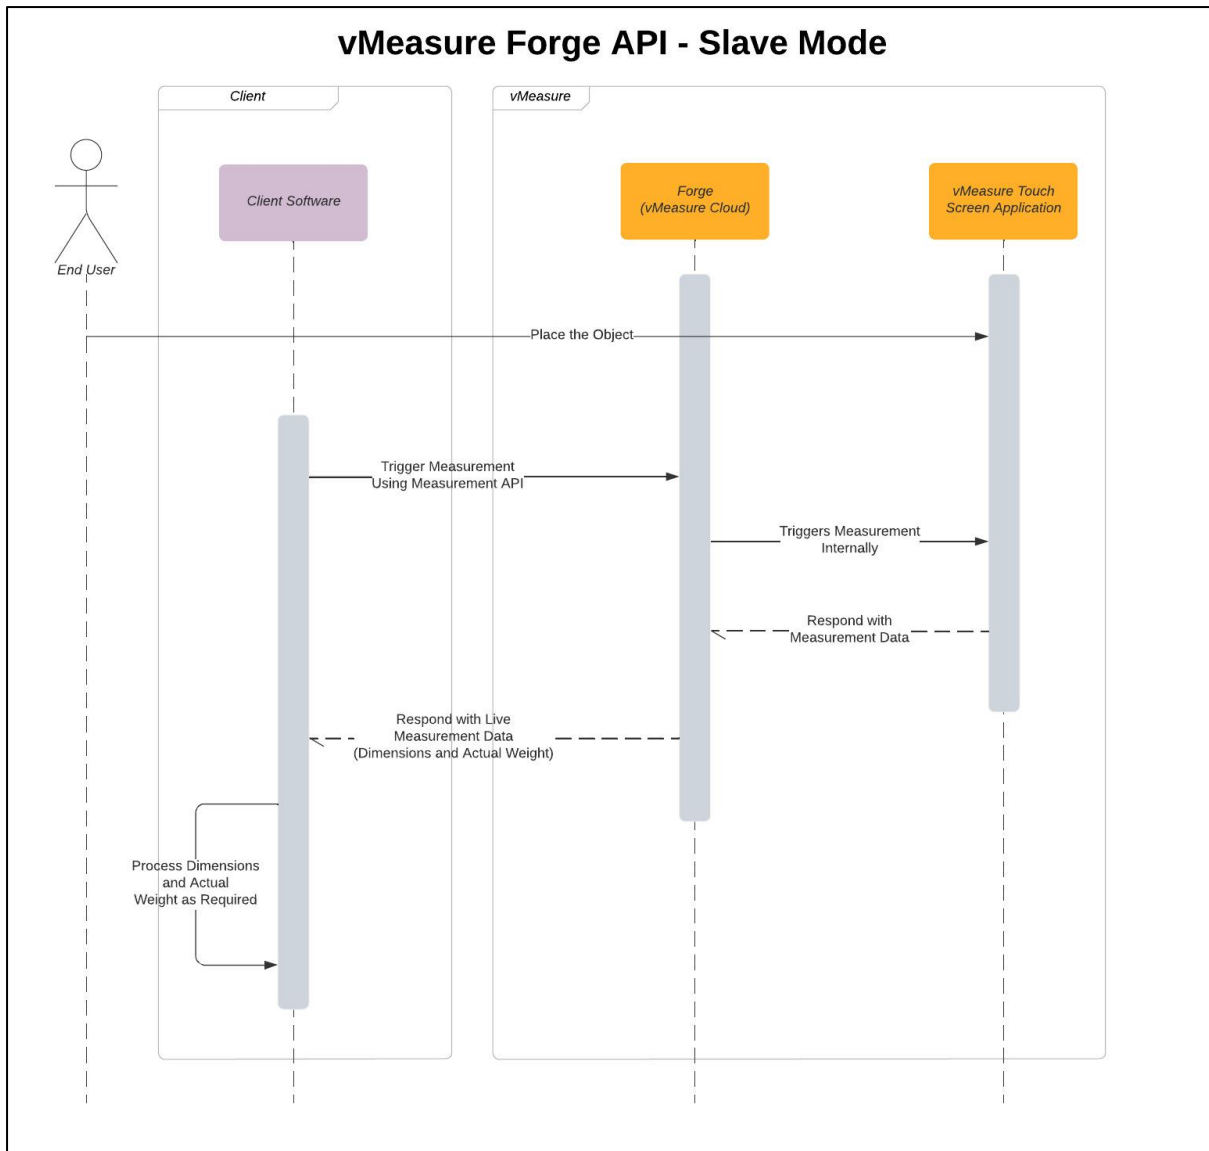 vMeasure Forge API - Slave Mode
Client
vMeasure
Client Software
Forge
(vMeasure Cloud)
vMeasure Touch
Screen Application
End User
Place the Object
Trigger Measurement
Using Measurement API
Triggers Measurement
Internally
Respond with
Measurement Data
Respond with Live
Measurement Data
(Dimensions and Actual Weight)
Process Dimensions
and Actual
Weight as Required